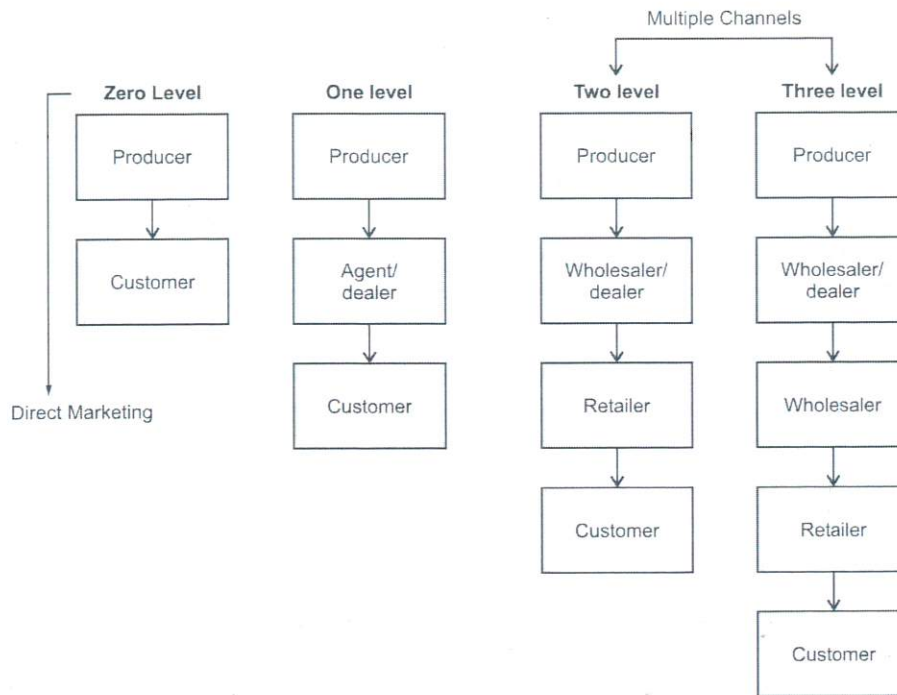 Multiple Channels
Zero Level
Producer
Customer
Direct Marketing
One level
Producer
Agent/
dealer
Customer
Two level
Producer
Wholesaler/
dealer
Retailer
Customer
Three level
Producer
Wholesaler/
dealer
Wholesaler
Retailer
Customer